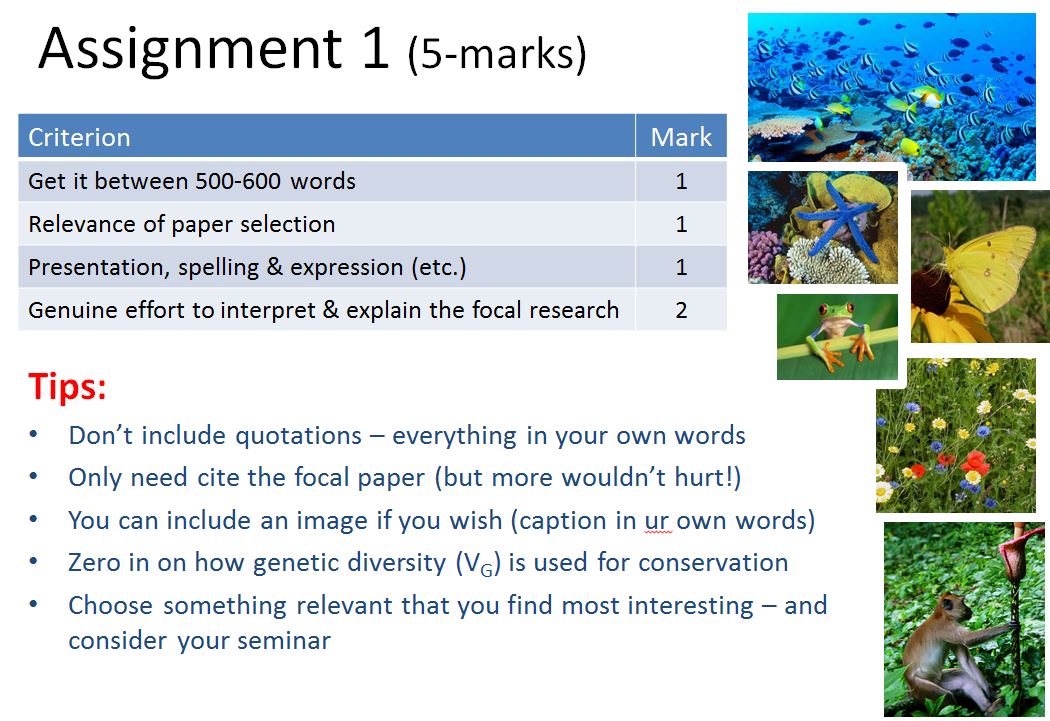 Assignment 1 (5-marks)
Criterion Mark
Get it between 500-600 words 1
Relevance of paper selection 1
Presentation, spelling & expression (etc.) 1
Genuine effort to interpret & explain the focal research 2
Tips:
• Don’t include quotations – everything in your own words
• Only need cite the focal paper (but more wouldn’t hurt!)
• You can include an image if you wish (caption in ur own words)
• Zero in on how genetic diversity (VG) is used for conservation
• Choose something relevant that you find most interesting – and
consider your seminar